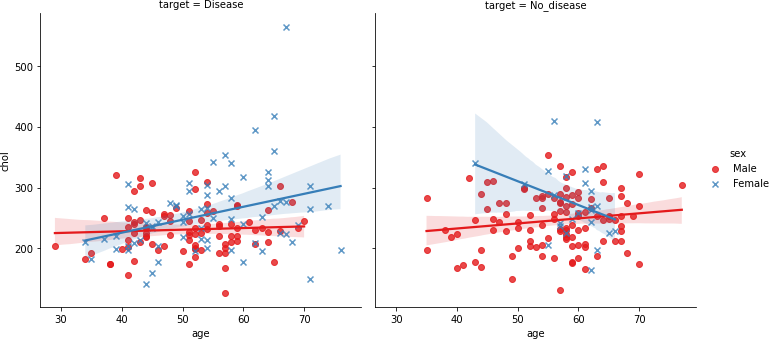 target = Disease
target = No_disease
500
400
300
200
chol
30
40
50
60
70
age
30
40
50
60
70
age
sex
Male
Female